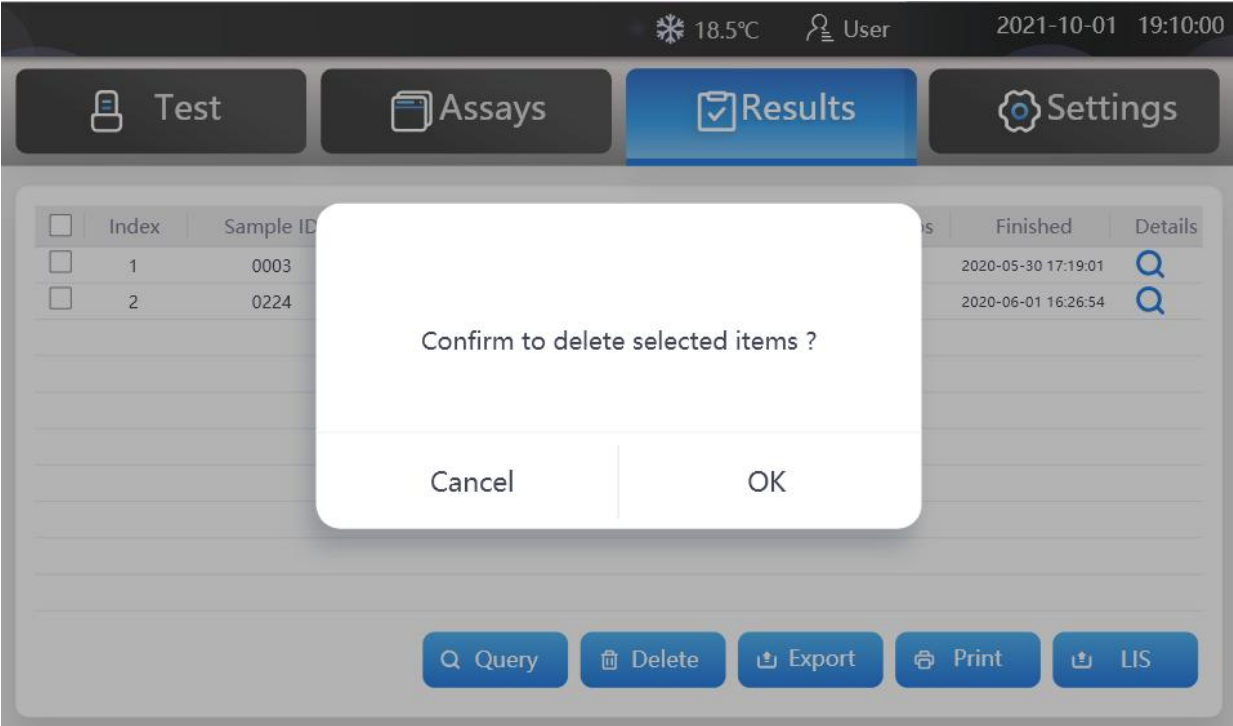 18.5℃ User 2021-10-01 19:10:00
Test Assays Results Settings
Index Sample ID Finished Details
1 0003 2020-05-30 17:19:01
2 0224 2020-06-01 16:26:54
Confirm to delete selected items ?
Cancel OK
Query Delete Export Print LIS